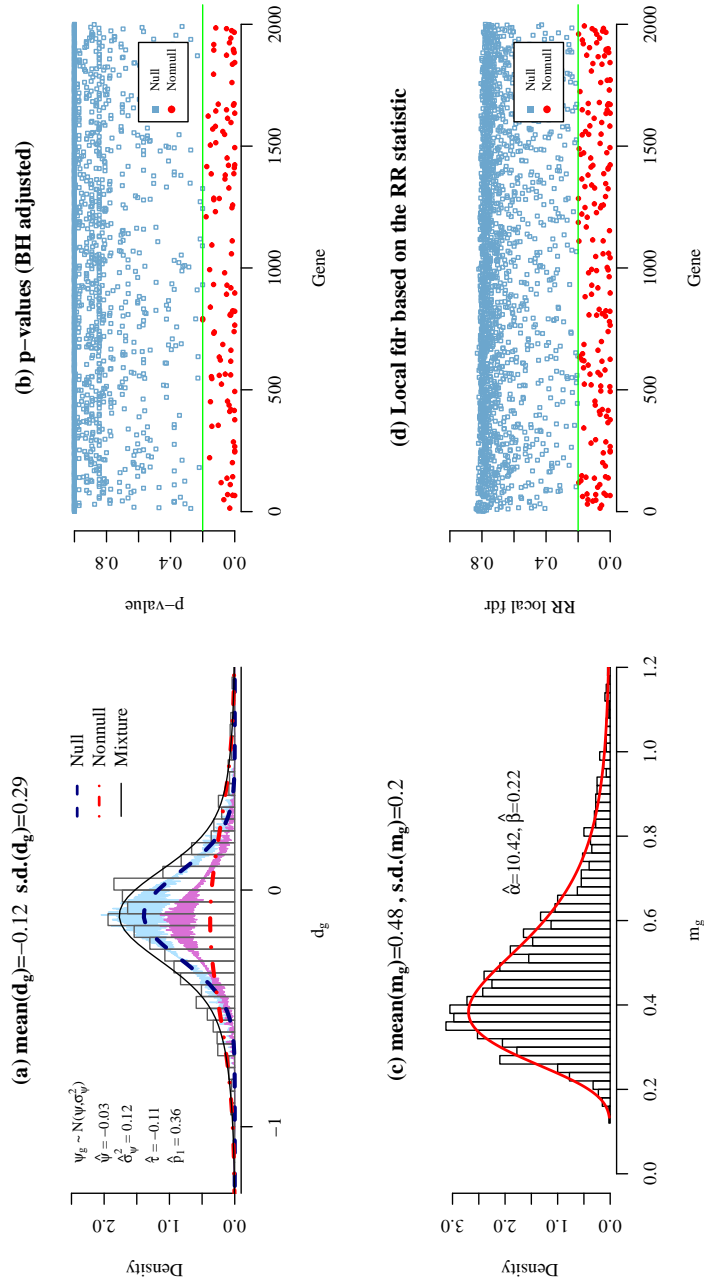 (a) mean(d_g)=−0.12 s.d.(d_g)=0.29
Density
0.0
1.0
2.0
ψ_g ~ N(ψ,σ²_ψ)
ψ̂ = −0.03
σ̂²_ψ = 0.12
τ̂ = −0.11
p̂_1 = 0.36
Null
Nonnull
Mixture
−1
0
d_g
(b) p−values (BH adjusted)
p−value
0.0
0.4
0.8
Null
Nonnull
0
500
1000
1500
2000
Gene
(c) mean(m_g)=0.48 , s.d.(m_g)=0.2
Density
0.0
1.0
2.0
3.0
α̂=10.42, β̂=0.22
0.0
0.2
0.4
0.6
0.8
1.0
1.2
m_g
(d) Local fdr based on the RR statistic
RR local fdr
0.0
0.4
0.8
Null
Nonnull
0
500
1000
1500
2000
Gene